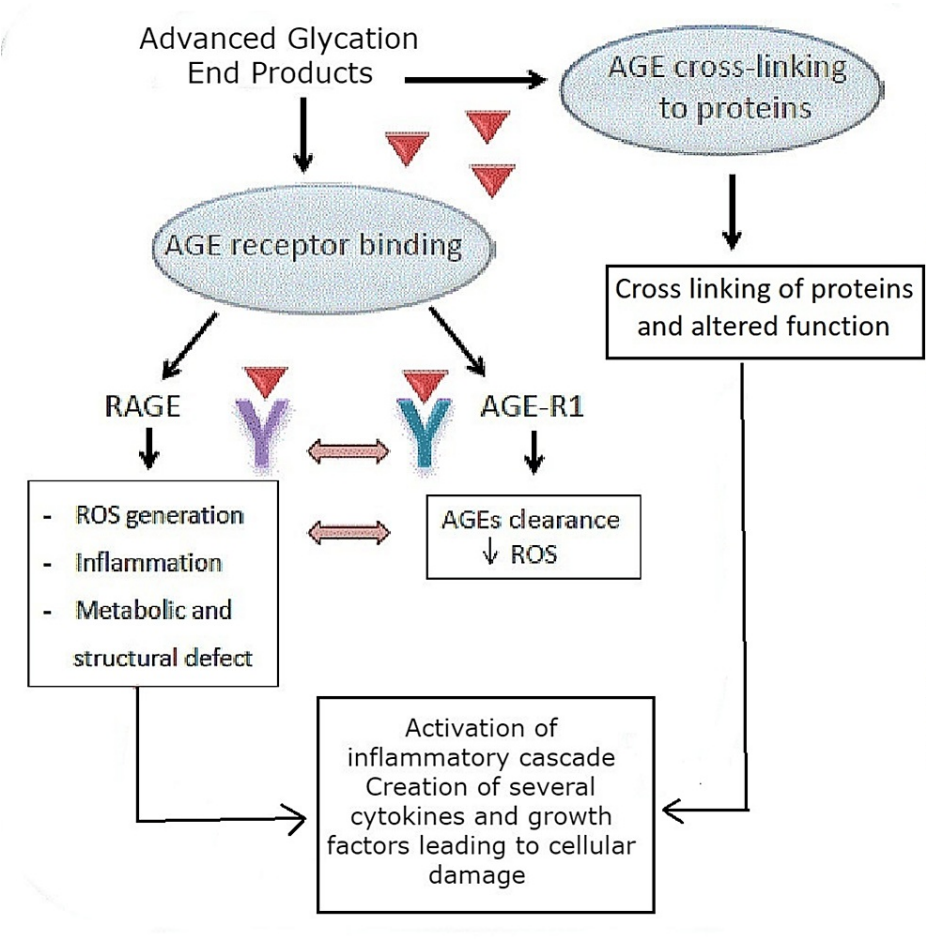 Advanced Glycation
End Products
AGE cross-linking
to proteins
AGE receptor binding
Cross linking of proteins
and altered function
RAGE
AGE-R1
- ROS generation
- Inflammation
- Metabolic and
structural defect
AGEs clearance
↓ ROS
Activation of
inflammatory cascade
Creation of several
cytokines and growth
factors leading to cellular
damage